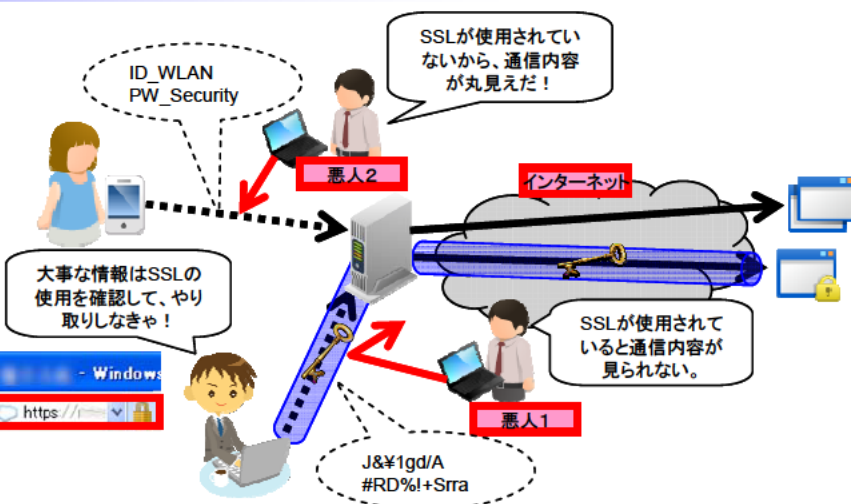 SSLが使用されてい
ないから、通信内容
が丸見えだ！
ID_WLAN
PW_Security
悪人2
インターネット
大事な情報はSSLの
使用を確認して、やり
取りしなきゃ！
SSLが使用されて
いると通信内容が
見られない。
- Windows
https://
悪人1
J&¥1gd/A
#RD%!+Srra